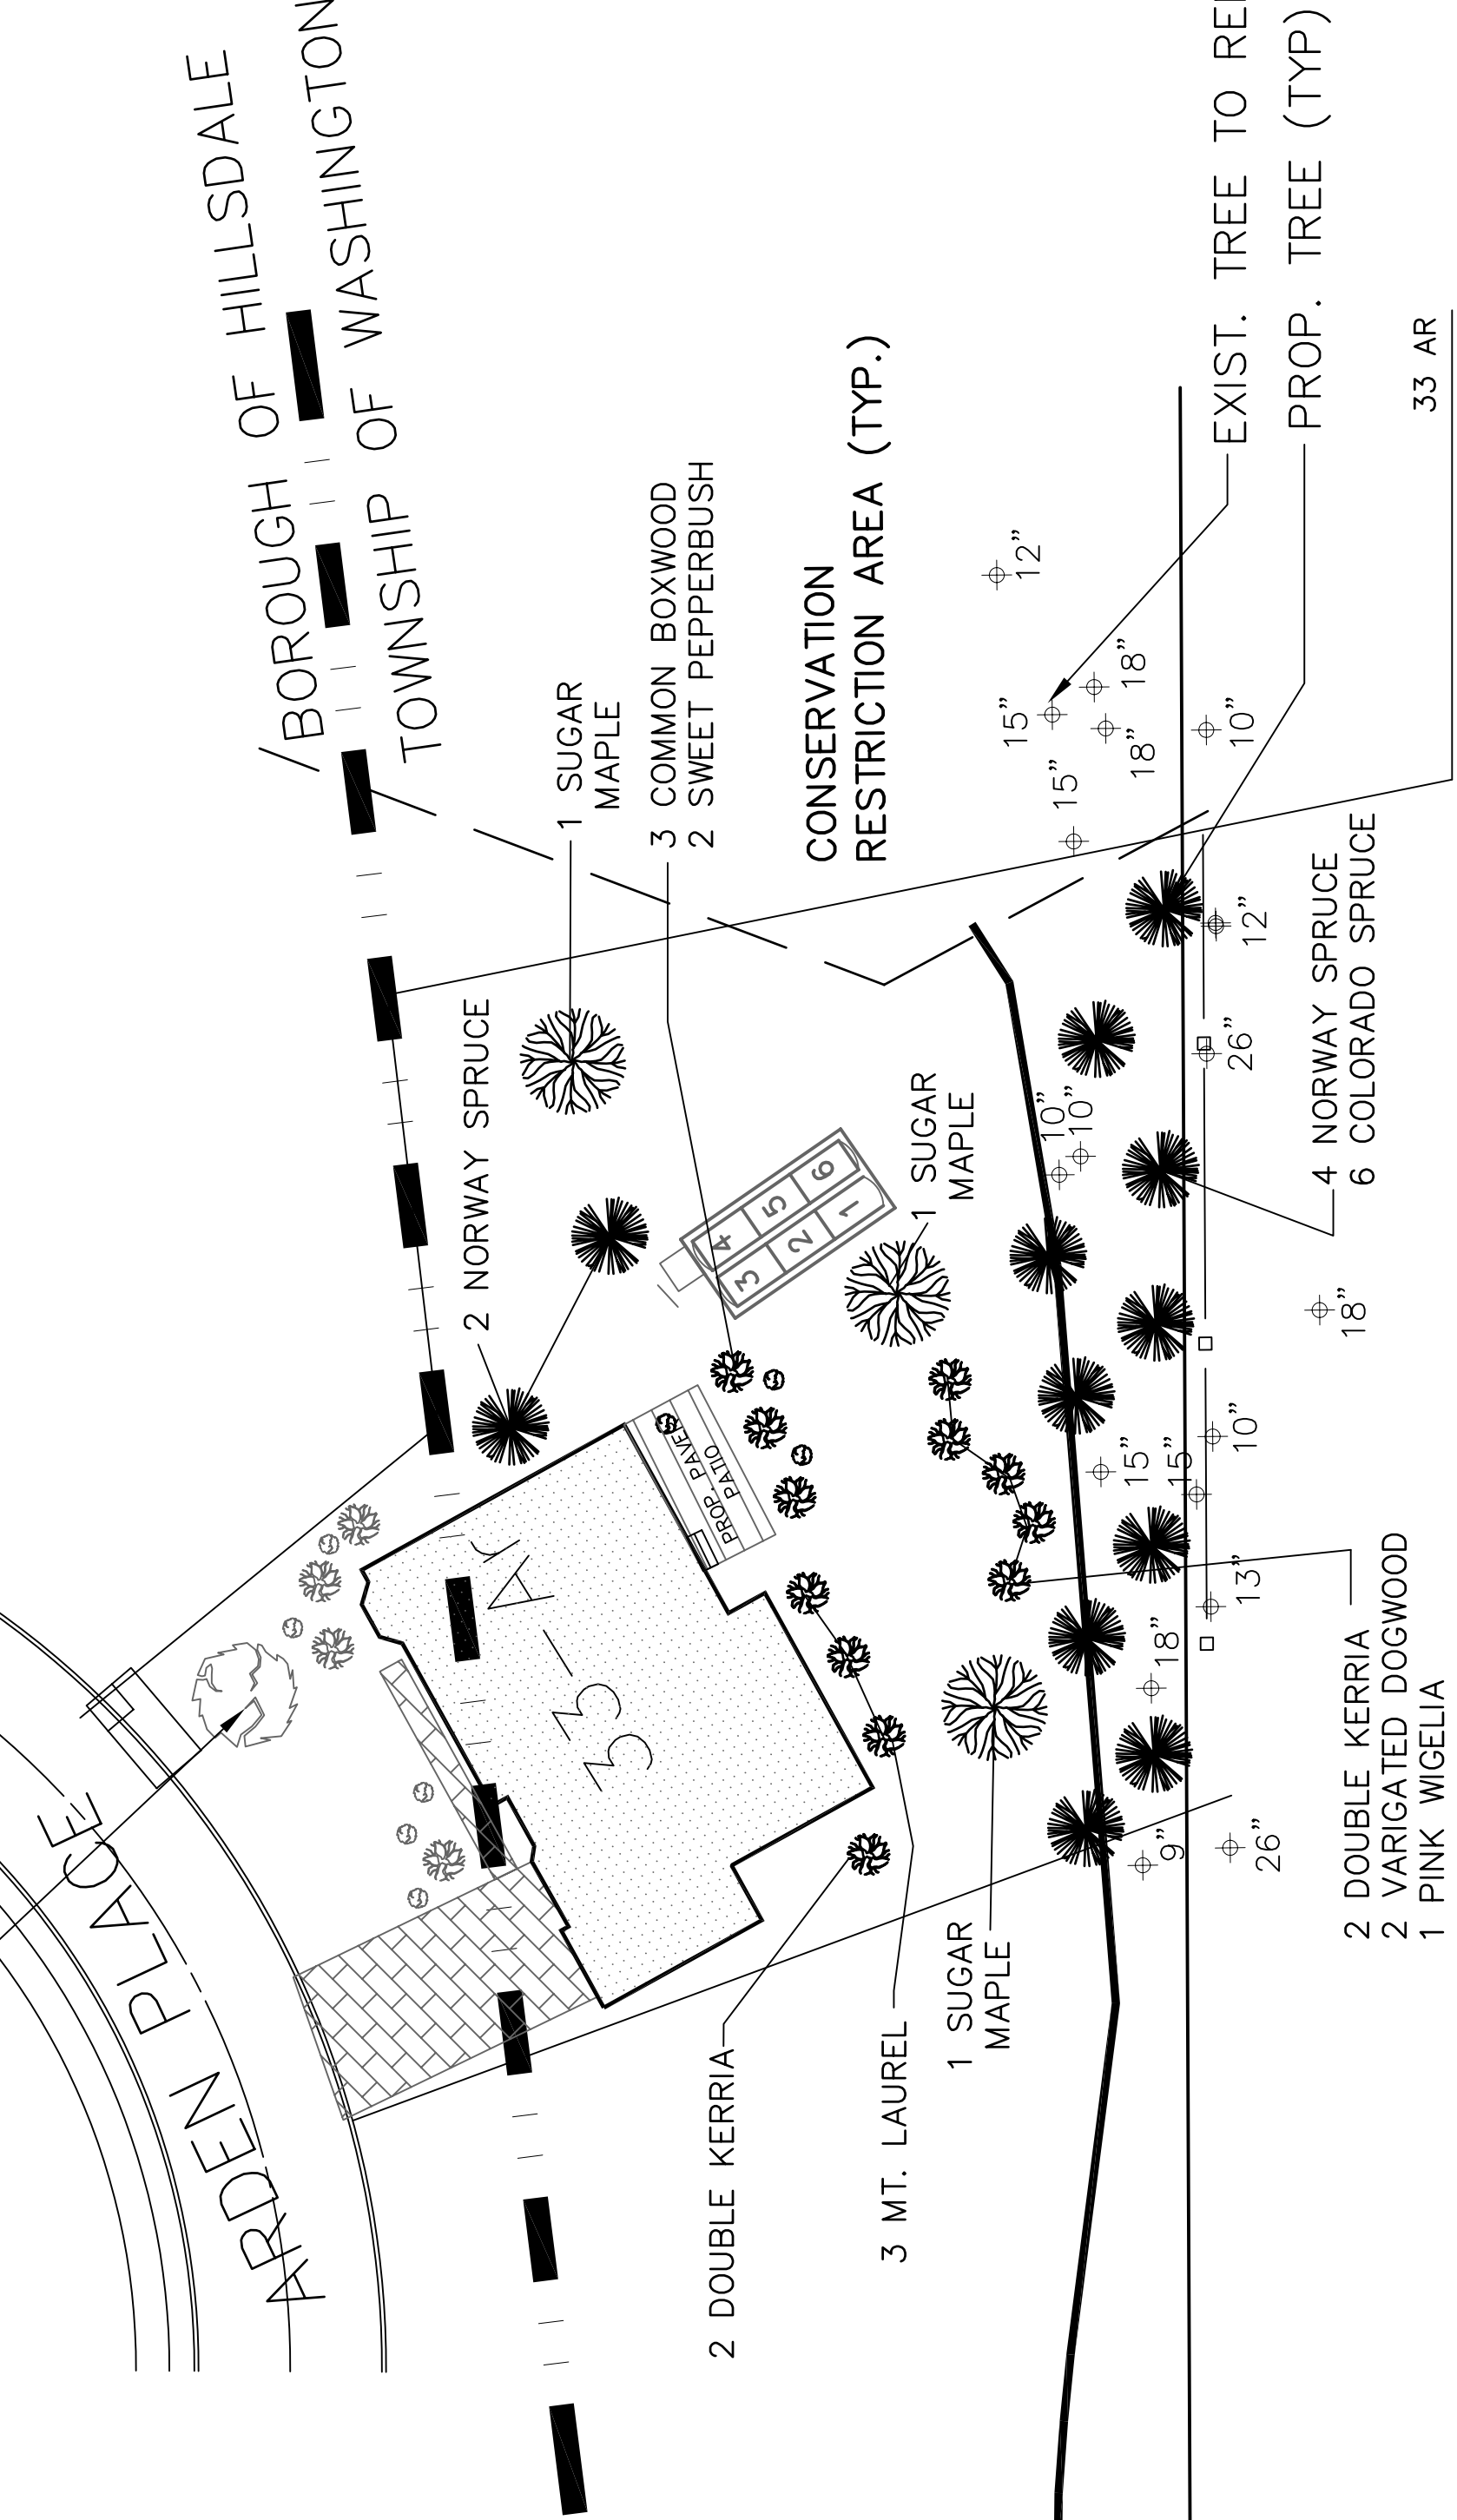 BOROUGH OF HILLSDALE
TOWNSHIP OF WASHINGTON
1 SUGAR
MAPLE
3 COMMON BOXWOOD
2 SWEET PEPPERBUSH
CONSERVATION
RESTRICTION AREA (TYP.)
EXIST. TREE TO
PROP. TREE (TYP)
33 AR
12"
18"
15"
18"
10"
15"
12"
26"
2 NORWAY SPRUCE
1 SUGAR
MAPLE
10"
10"
4 NORWAY SPRUCE
6 COLORADO SPRUCE
18"
4
5
6
3
2
1
PROP. PAVER
PATIO
33 AR
15"
15"
10"
13"
18"
9"
26"
2 DOUBLE KERRIA
2 VARIGATED DOGWOOD
1 PINK WIGELIA
1 SUGAR
MAPLE
3 MT. LAUREL
2 DOUBLE KERRIA
ARDEN PLACE